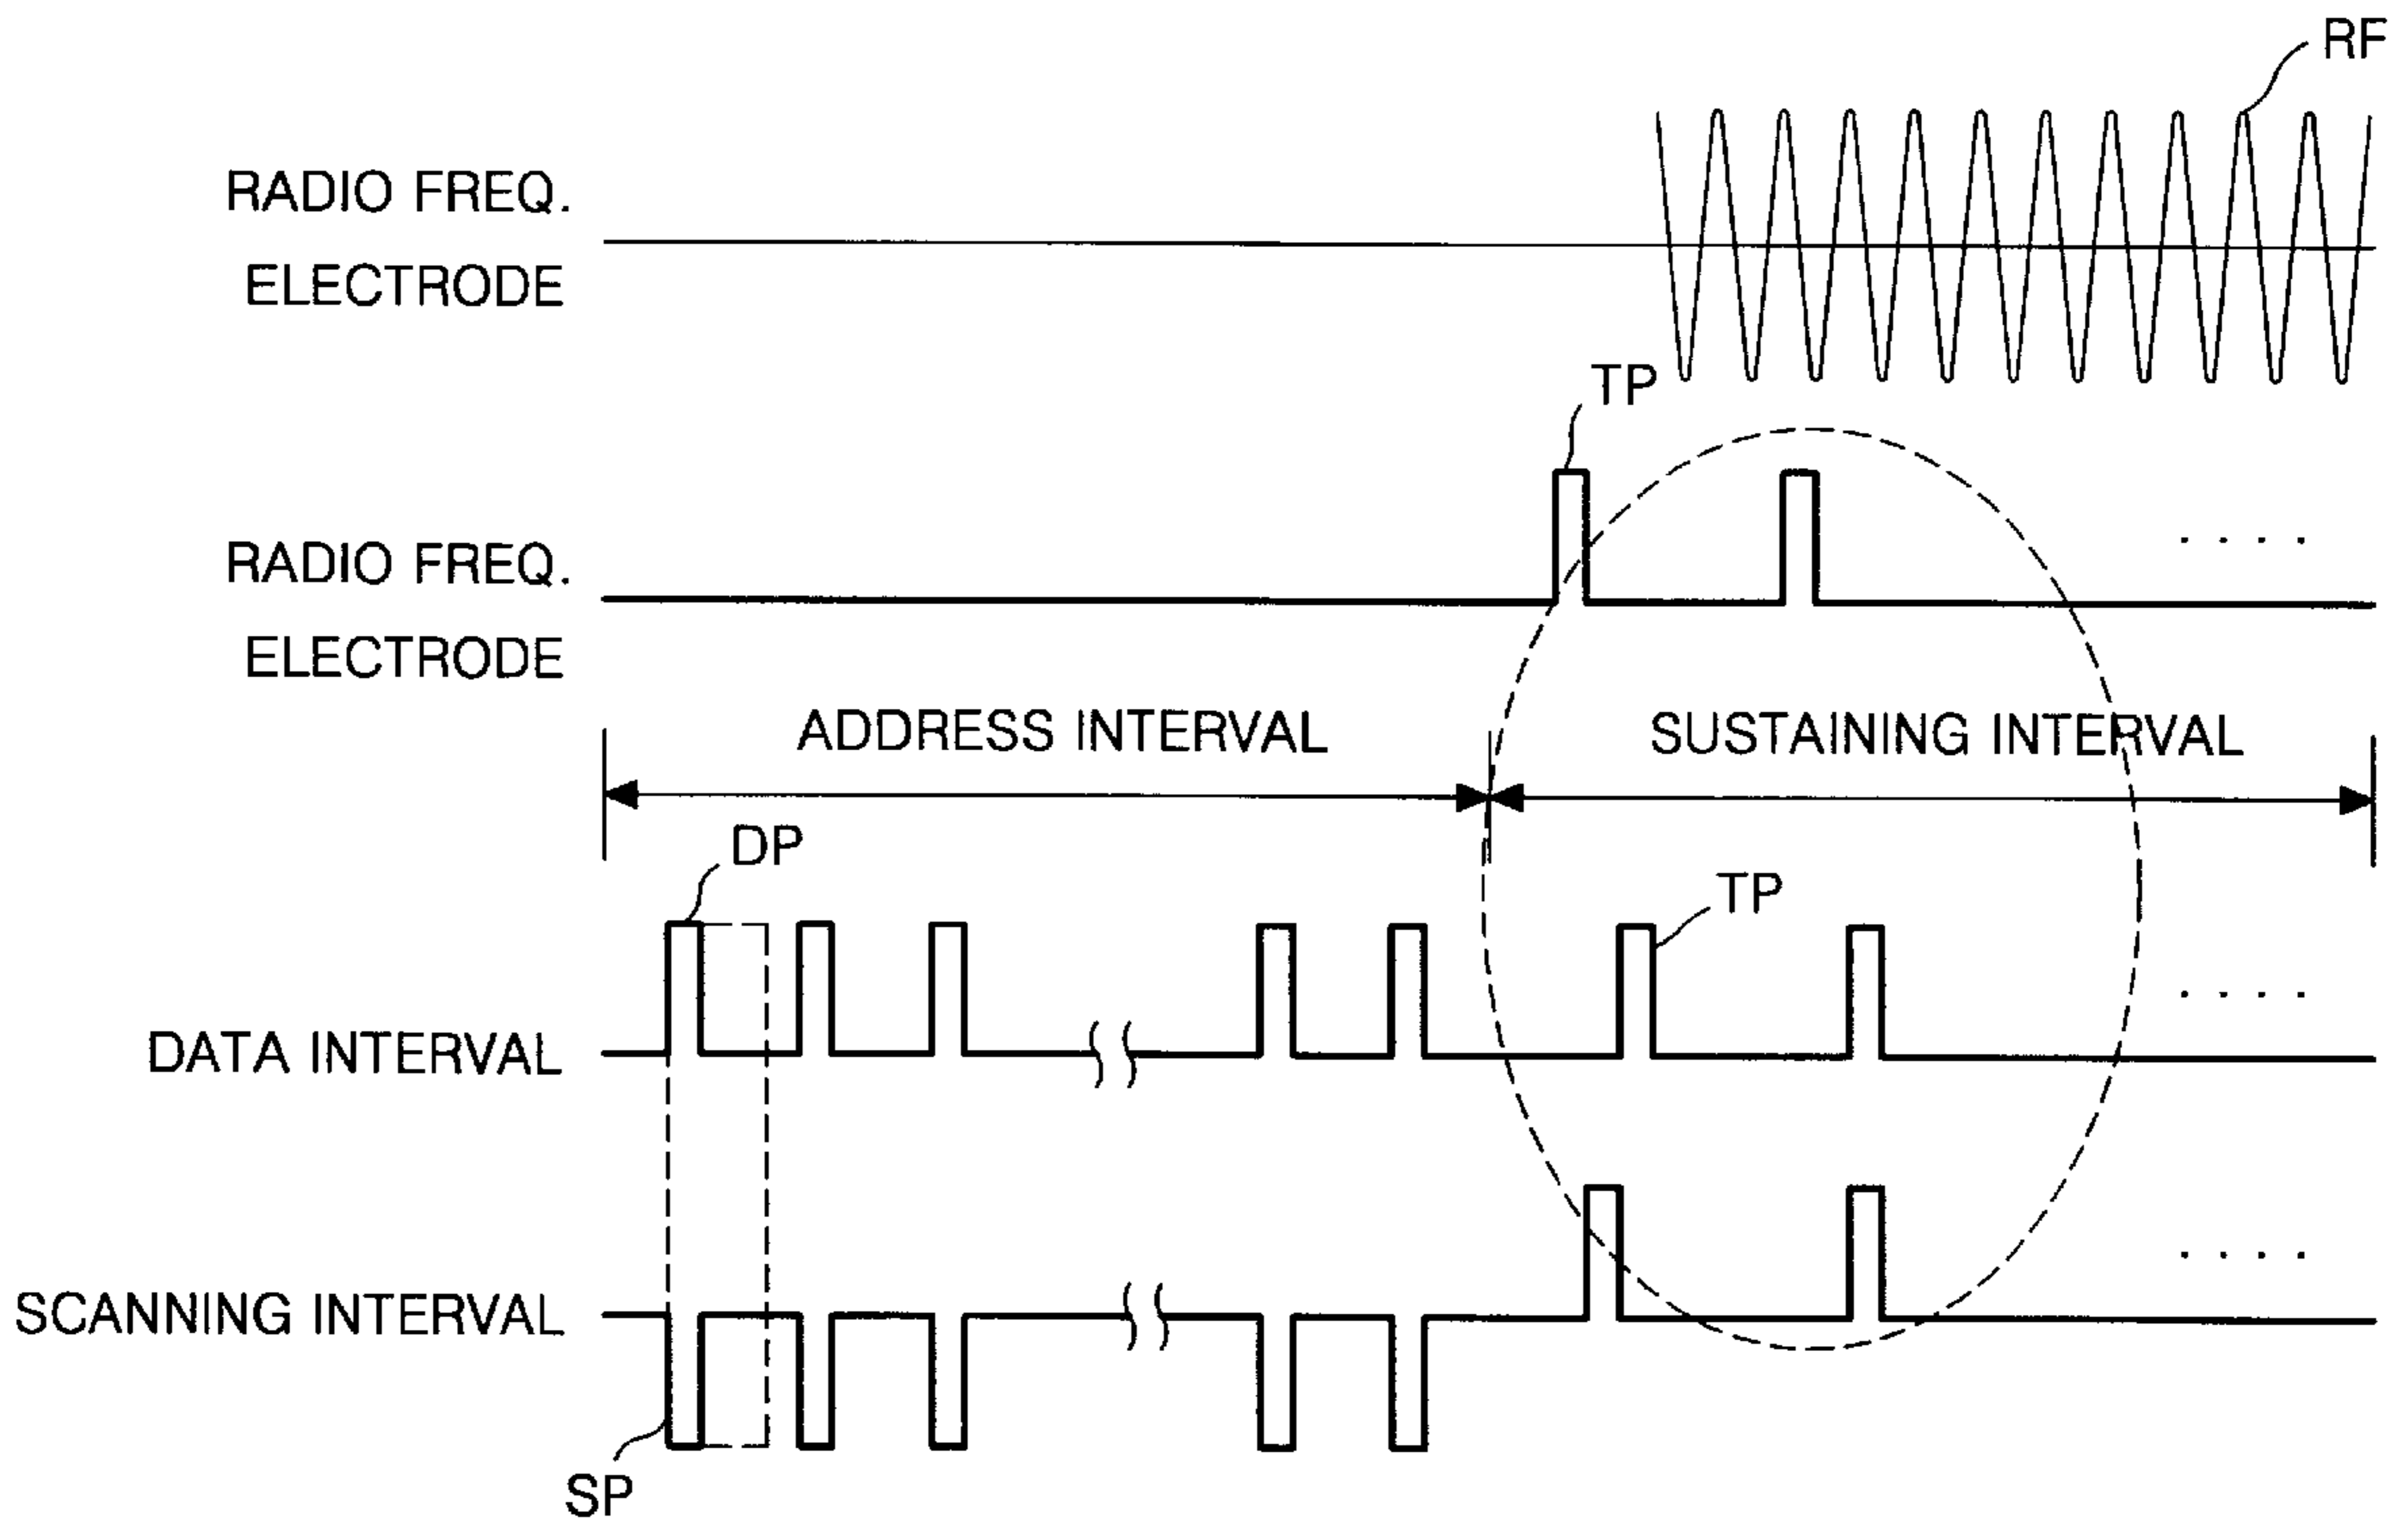 RF
RADIO FREQ.
ELECTRODE
TP
RADIO FREQ.
ELECTRODE
ADDRESS INTERVAL
SUSTAINING INTERVAL
DP
TP
DATA INTERVAL
SCANNING INTERVAL
SP